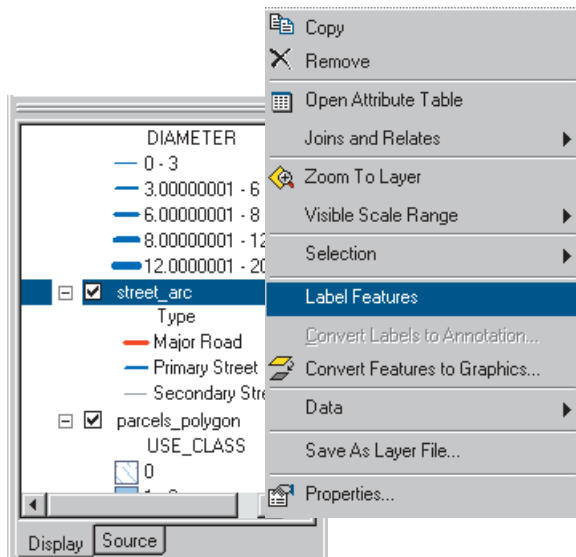 Copy
Remove
Open Attribute Table
Joins and Relates
Zoom To Layer
Visible Scale Range
Selection
Label Features
Convert Labels to Annotation...
Convert Features to Graphics...
Data
Save As Layer File...
Properties...
DIAMETER
0 - 3
3.00000001 - 6
6.00000001 - 8
8.00000001 - 12
12.0000001 - 20
street_arc
Type
Major Road
Primary Street
Secondary Stre
parcels_polygon
USE_CLASS
0
Display
Source